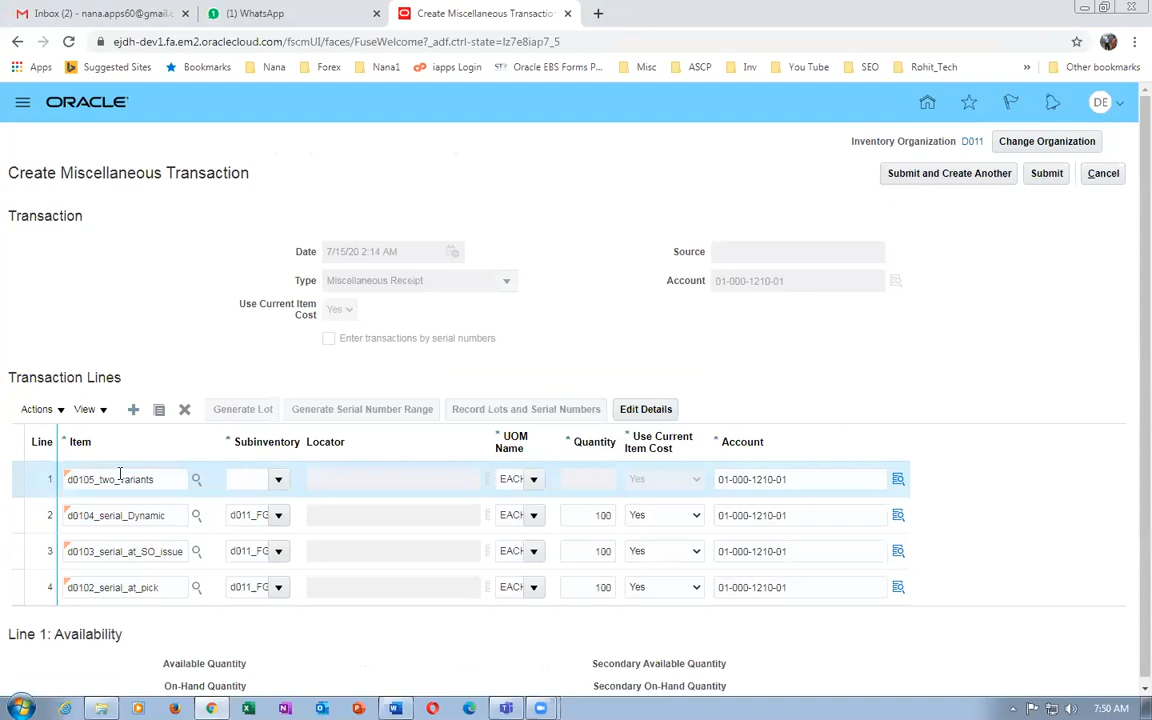 Inbox (2) - nana.apps60@gmail.c
(1) WhatsApp
Create Miscellaneous Transactio
ejdh-dev1.fa.em2.oraclecloud.com/fscmUI/faces/FuseWelcome?_adf.ctrl-state=lz7e8iap7_5
Apps Suggested Sites Bookmarks Nana Forex Nana1 iapps Login Oracle EBS Forms P... Misc ASCP Inv You Tube SEO Rohit_Tech » Other bookmarks
ORACLE DE
Inventory Organization D011 Change Organization
Create Miscellaneous Transaction Submit and Create Another Submit Cancel
Transaction
Date 7/15/20 2:14 AM Source
Type Miscellaneous Receipt Account 01-000-1210-01
Use Current Item Cost Yes
Enter transactions by serial numbers
Transaction Lines
Actions View Generate Lot Generate Serial Number Range Record Lots and Serial Numbers Edit Details
Line * Item * Subinventory Locator * UOM Name * Quantity * Use Current Item Cost * Account
1 d0105_two_variants EACH Yes 01-000-1210-01
2 d0104_serial_Dynamic d011_FG EACH 100 Yes 01-000-1210-01
3 d0103_serial_at_SO_issue d011_FG EACH 100 Yes 01-000-1210-01
4 d0102_serial_at_pick d011_FG EACH 100 Yes 01-000-1210-01
Line 1: Availability
Available Quantity Secondary Available Quantity
On-Hand Quantity Secondary On-Hand Quantity
7:50 AM